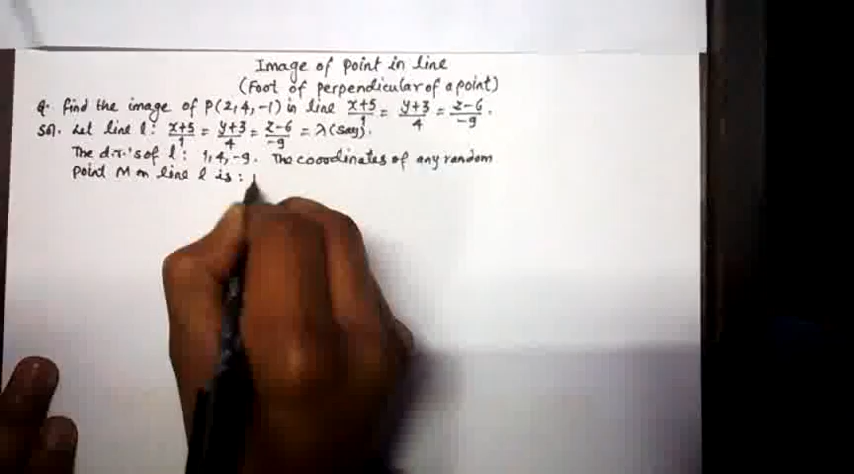 Image of point in line
(Foot of perpendicular of a point)
Q. Find the image of P(2,4,-1) in line (x+5)/1 = (y+3)/4 = (z-6)/-9.
Sol. Let line l: (x+5)/1 = (y+3)/4 = (z-6)/-9 = λ(say).
The d.r.'s of l: 1,4,-9. The coordinates of any random
point M on line l is: